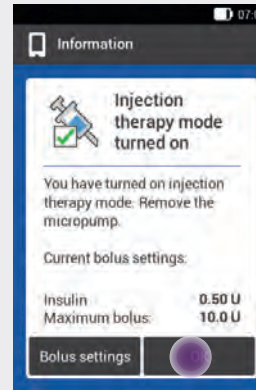 07:0
Information
Injection
therapy mode
turned on
You have turned on injection
therapy mode. Remove the
micropump.
Current bolus settings:
Insulin 0.50 U
Maximum bolus: 10.0 U
Bolus settings